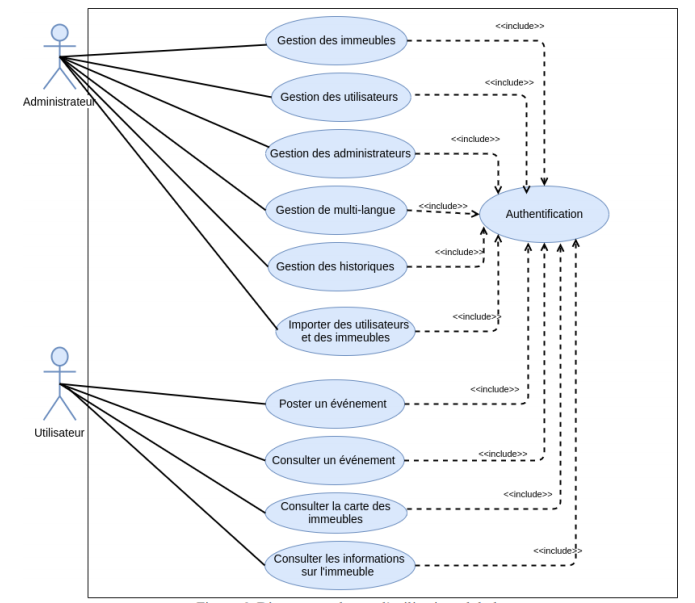 <<include>>
Gestion des immeubles
<<include>>
Gestion des utilisateurs
Administrateur
<<include>>
Gestion des administrateurs
<<include>>
Gestion de multi-langue
Authentification
<<include>>
Gestion des historiques
<<include>>
Importer des utilisateurs
et des immeubles
<<include>>
Poster un événement
Utilisateur
<<include>>
Consulter un événement
<<include>>
Consulter la carte des
immeubles
<<include>>
Consulter les informations
sur l'immeuble